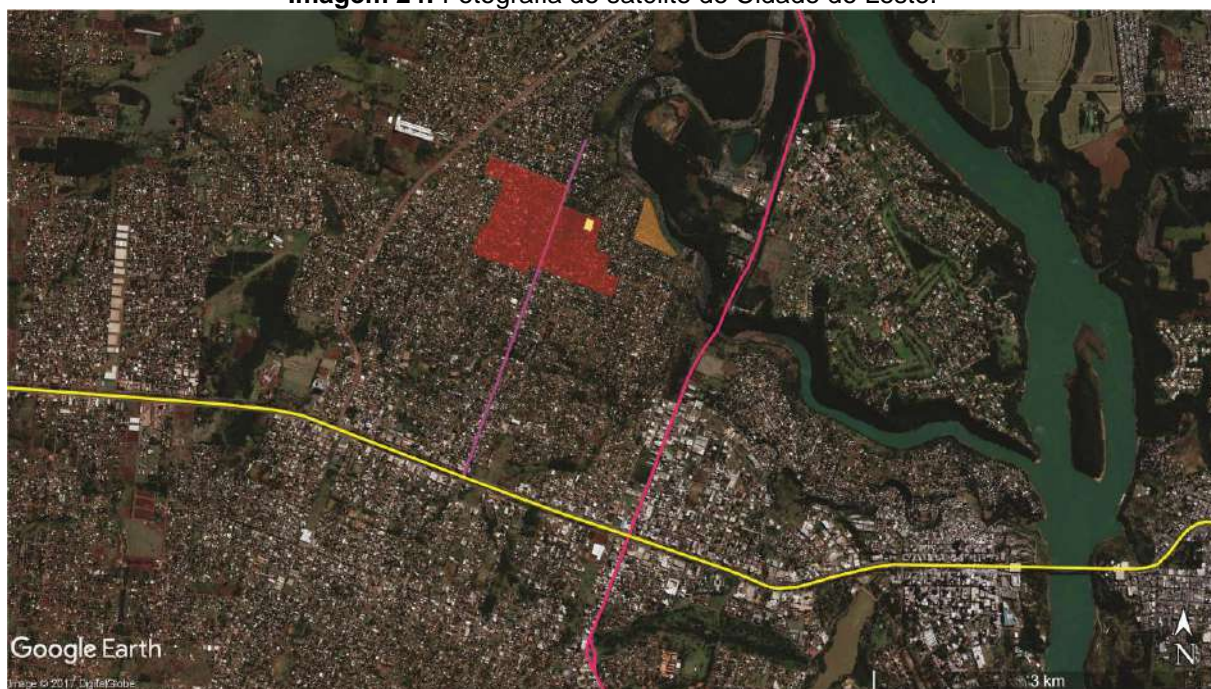 Imagem 24. Fotografia de satélite de Cidade do Leste.
Google Earth
Image © 2017 DigitalGlobe
N
3 km